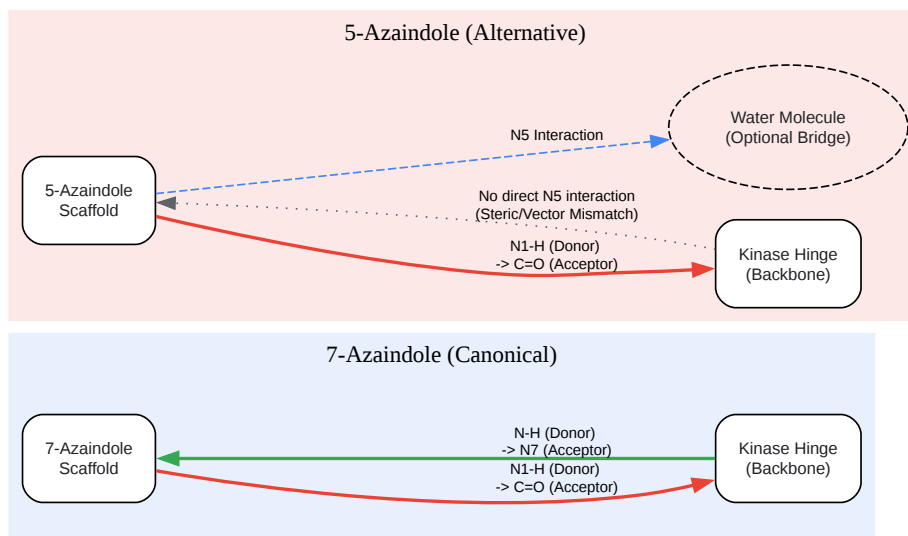 5-Azaindole (Alternative)
Water Molecule
(Optional Bridge)
N5 Interaction
5-Azaindole
Scaffold
No direct N5 interaction
(Steric/Vector Mismatch)
N1-H (Donor)
-> C=O (Acceptor)
Kinase Hinge
(Backbone)
7-Azaindole (Canonical)
7-Azaindole
Scaffold
N-H (Donor)
-> N7 (Acceptor)
N1-H (Donor)
-> C=O (Acceptor)
Kinase Hinge
(Backbone)